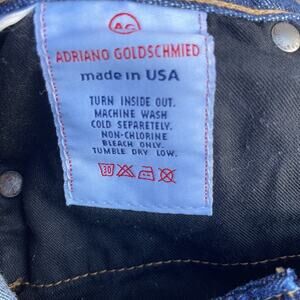 AG
ADRIANO GOLDSCHMIED
made in USA
TURN INSIDE OUT.
MACHINE WASH
COLD SEPARETELY.
NON-CHLORINE
BLEACH ONLY.
TUMBLE DRY LOW.
30